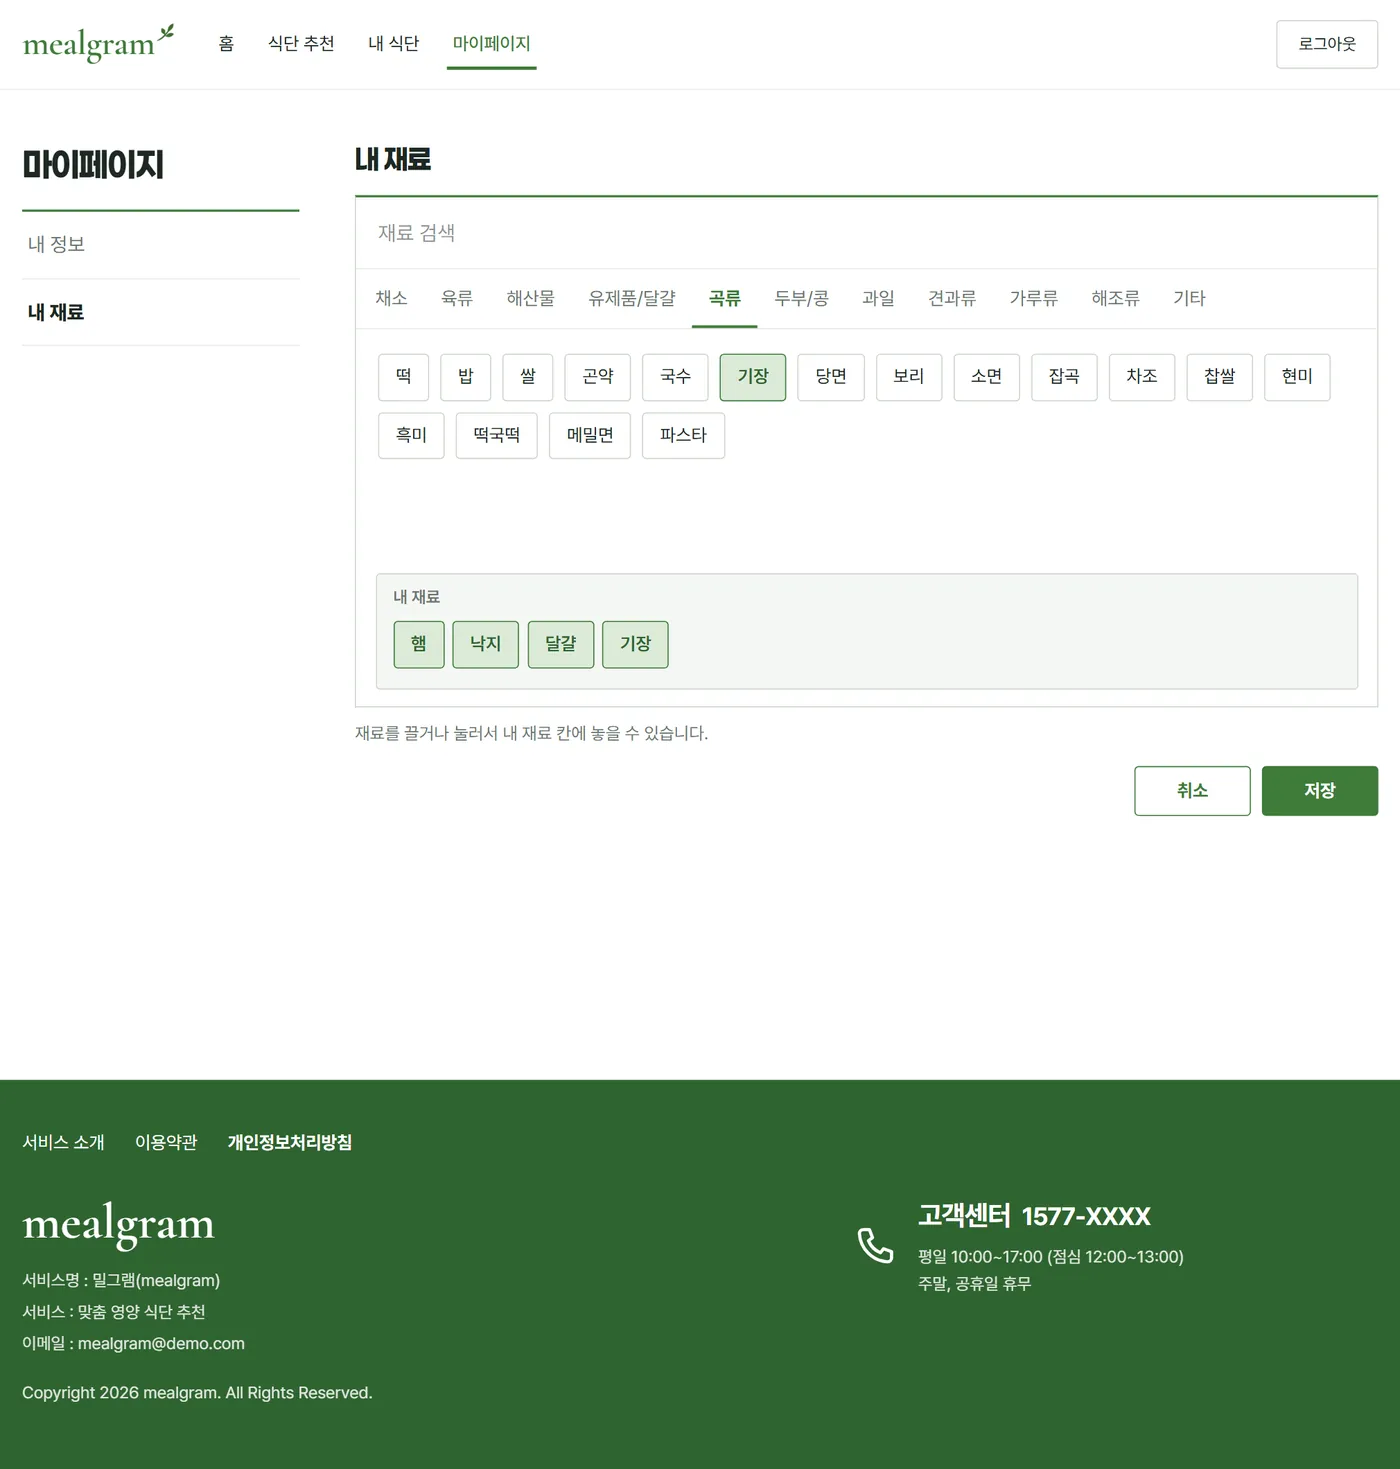 mealgram 홈 식단 추천 내 식단 마이페이지 로그아웃
마이페이지
내 정보
내 재료
내 재료
재료 검색
채소 육류 해산물 유제품/달걀 곡류 두부/콩 과일 견과류 가루류 해조류 기타
떡 밥 쌀 곤약 국수 기장 당면 보리 소면 잡곡 차조 찹쌀 현미
흑미 떡국떡 메밀면 파스타
내 재료
햄 낙지 달걀 기장
재료를 끌거나 눌러서 내 재료 칸에 놓을 수 있습니다.
취소 저장
서비스 소개 이용약관 개인정보처리방침
mealgram
서비스명 : 밀그램(mealgram)
서비스 : 맞춤 영양 식단 추천
이메일 : mealgram@demo.com
Copyright 2026 mealgram. All Rights Reserved.
고객센터 1577-XXXX
평일 10:00~17:00 (점심 12:00~13:00)
주말, 공휴일 휴무